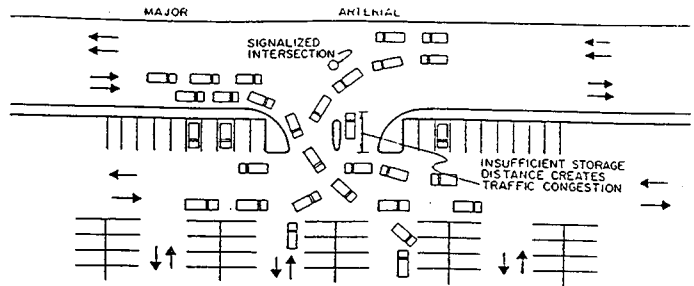 MAJOR ARTERIAL
SIGNALIZED
INTERSECTION
INSUFFICIENT STORAGE
DISTANCE CREATES
TRAFFIC CONGESTION